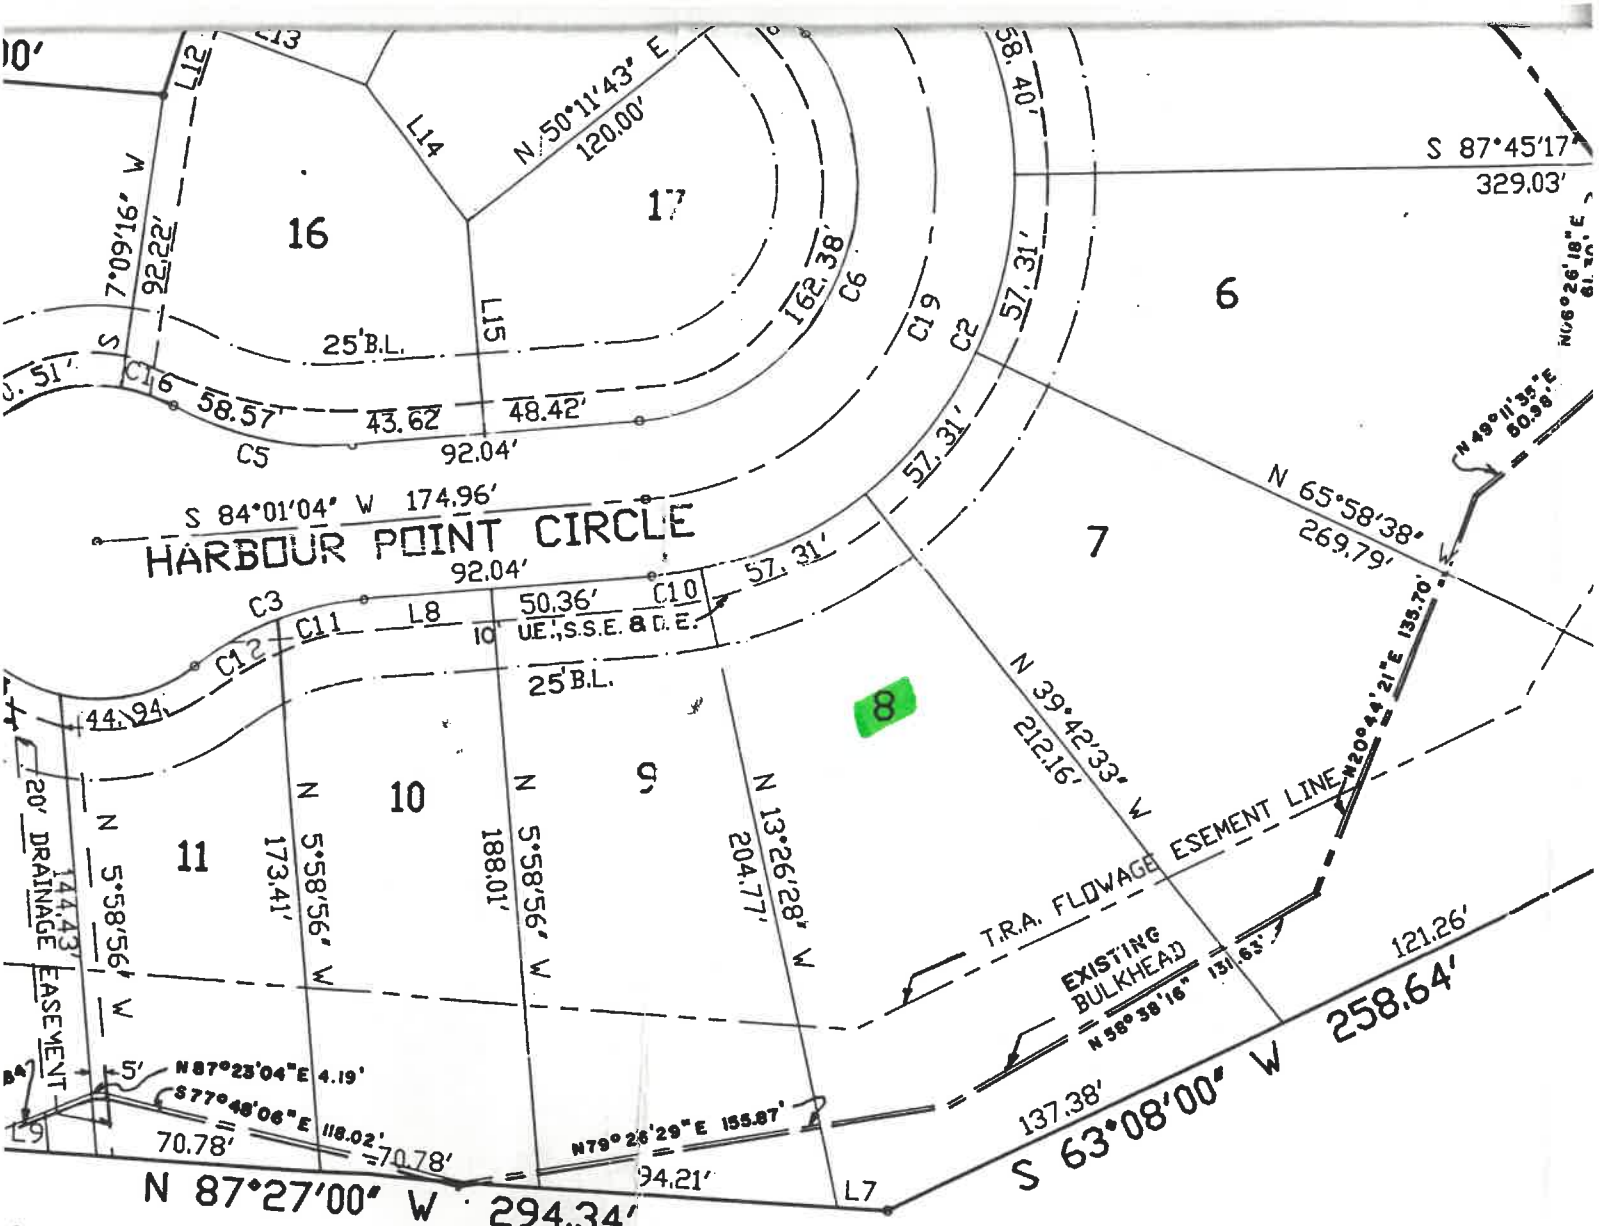 00'
L12
L13
L14
N 50°11'43" E
120.00'
58.40'
S 87°45'17"
329.03'
S 7°09'16" W
92.22'
16
17
6
L15
162.38'
C6
C19
C2
57.31'
N06°26'18"E
25'B.L.
C16
58.57'
43.62'
48.42'
C5
92.04'
57.31'
N 49°11'35"E
50.98'
S 84°01'04" W 174.96'
HARBOUR POINT CIRCLE
N 65°58'38" W
269.79'
7
92.04'
57.31'
C3
C11
L8
50.36'
C10
C12
10'
U.E., S.S.E. & D.E.
25'B.L.
44.94
8
N 39°42'33" W
212.16'
N20°44'21"E 135.70'
9
10
11
20' DRAINAGE EASEMENT
144.43'
N 5°58'56" W
173.41'
N 5°58'56" W
188.01'
N 5°58'56" W
204.77'
N 13°26'28" W
T.R.A. FLOWAGE ESEMENT LINE
EXISTING
BULKHEAD
N 58°38'16" 131.63'
121.26'
258.64'
5'
N 87°23'04"E 4.19'
S 77°48'06"E 118.02'
N79°26'29"E 155.87'
137.38'
S 63°08'00" W
L9
70.78'
70.78'
94.21'
L7
N 87°27'00" W 294.34'